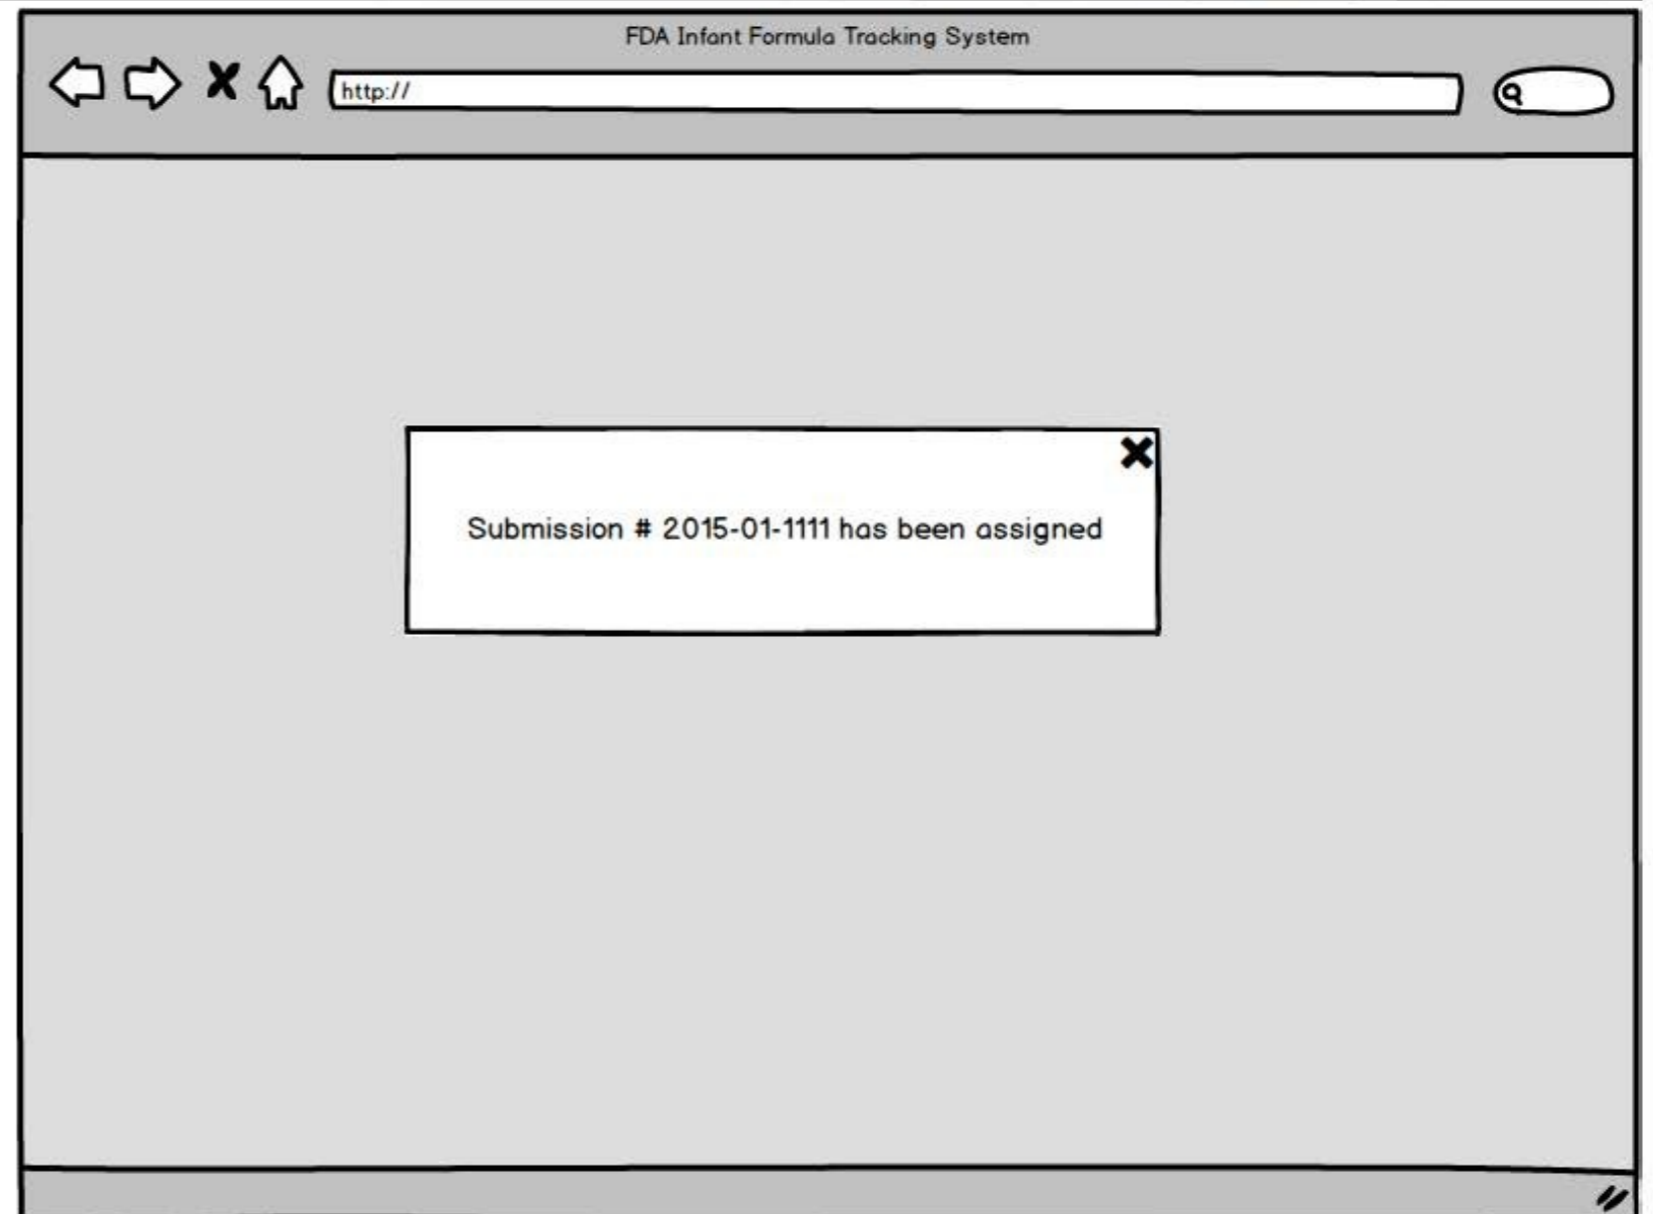 FDA Infant Formula Tracking System
http://
Submission # 2015-01-1111 has been assigned